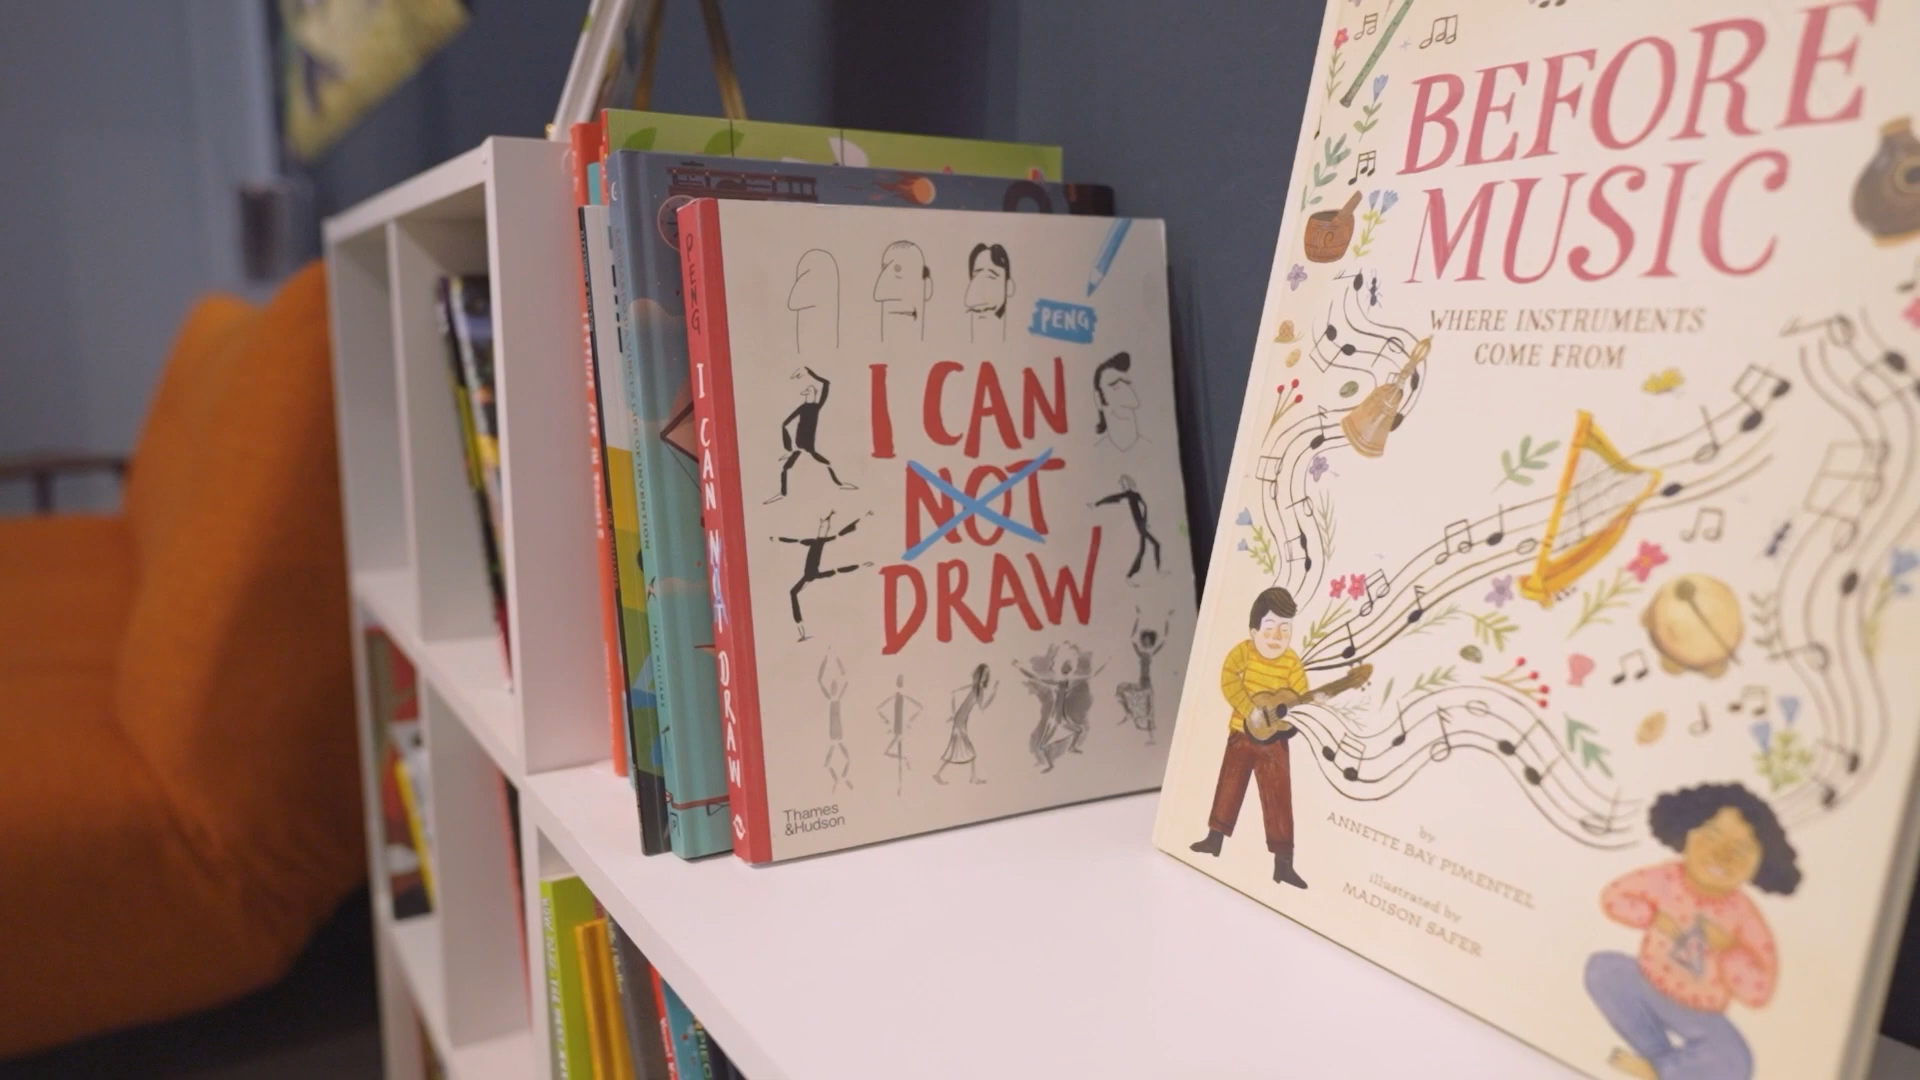 PENG
I CAN
NOT
DRAW
Thames
&Hudson
PENG I CAN NOT DRAW
BEFORE
MUSIC
WHERE INSTRUMENTS
COME FROM
by
ANNETTE BAY PIMENTEL
illustrated by
MADISON SAFER